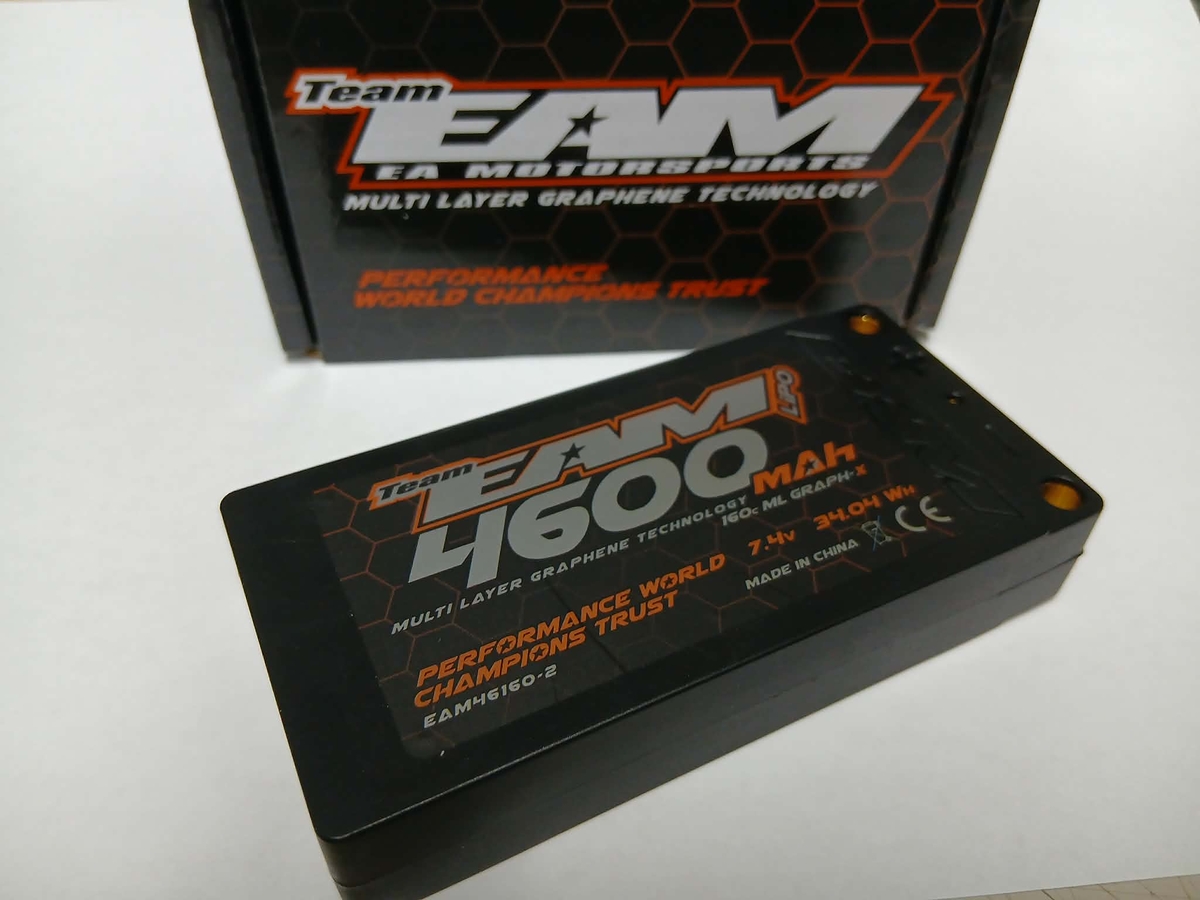 Team EAM
EA MOTORSPORTS
MULTI LAYER GRAPHENE TECHNOLOGY
PERFORMANCE
WORLD CHAMPIONS TRUST
Team EAM LiPO
4600 MAh
MULTI LAYER GRAPHENE TECHNOLOGY
160c ML GRAPH-X
PERFORMANCE WORLD
CHAMPIONS TRUST
7.4v 34.04 WH
MADE IN CHINA CE
EAM46160-2